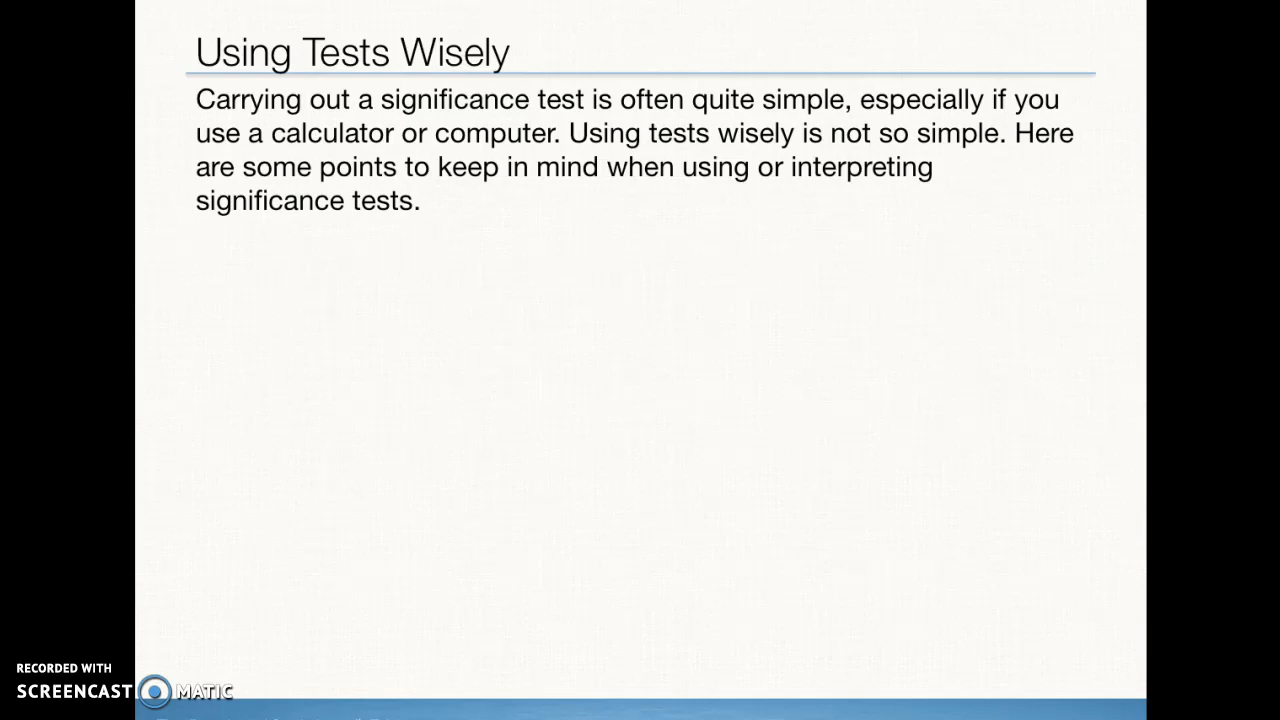 Using Tests Wisely
Carrying out a significance test is often quite simple, especially if you
use a calculator or computer. Using tests wisely is not so simple. Here
are some points to keep in mind when using or interpreting
significance tests.
RECORDED WITH
SCREENCAST MATIC